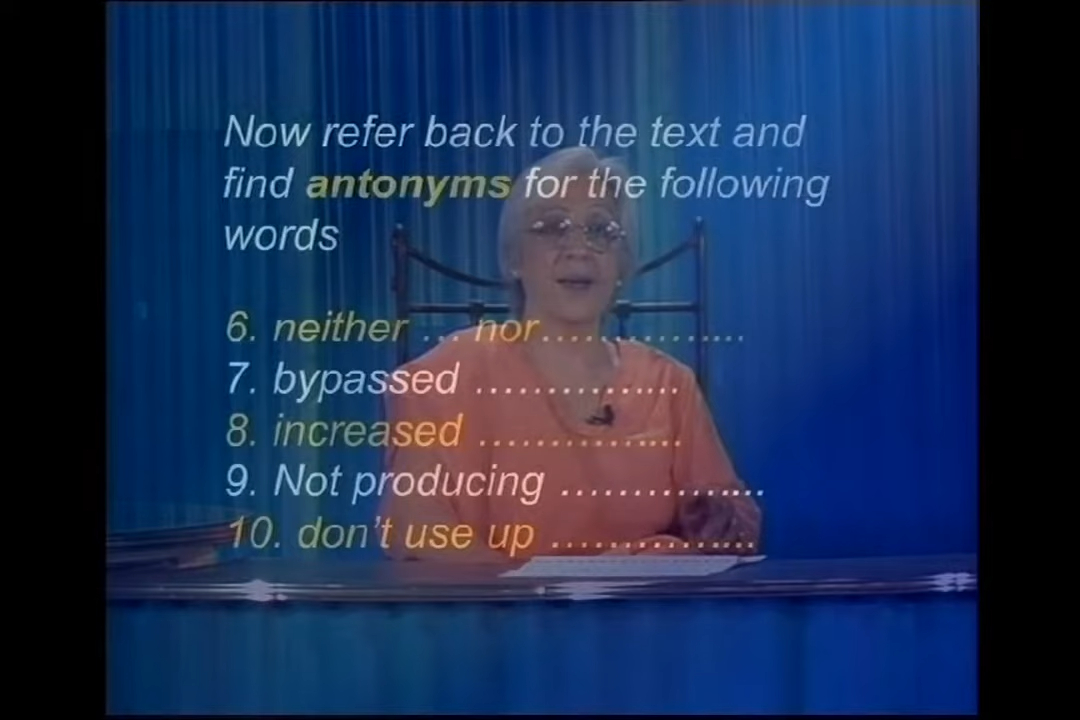 Now refer back to the text and
find antonyms for the following
words
6. neither ... nor...............
7. bypassed ...............
8. increased ...............
9. Not producing ...............
10. don't use up ...............